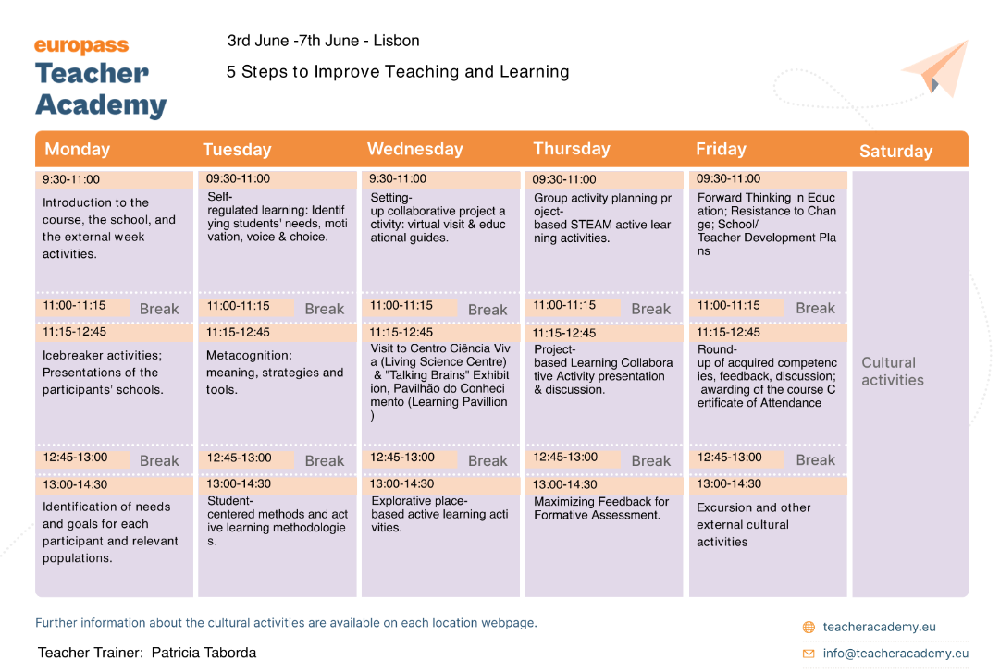 europass
Teacher
Academy
3rd June -7th June - Lisbon
5 Steps to Improve Teaching and Learning
Monday
Tuesday
Wednesday
Thursday
Friday
Saturday
9:30-11:00
Introduction to the
course, the school, and
the external week
activities.
09:30-11:00
Self-
regulated learning: Identif
ying students' needs, moti
vation, voice & choice.
9:30-11:00
Setting-
up collaborative project a
ctivity: virtual visit & educ
ational guides.
09:30-11:00
Group activity planning pr
oject-
based STEAM active lear
ning activities.
09:30-11:00
Forward Thinking in Educ
ation; Resistance to Chan
ge; School/
Teacher Development Pla
ns
11:00-11:15 Break
11:00-11:15 Break
11:00-11:15 Break
11:00-11:15 Break
11:00-11:15 Break
11:15-12:45
Icebreaker activities;
Presentations of the
participants' schools.
11:15-12:45
Metacognition:
meaning, strategies and
tools.
11:15-12:45
Visit to Centro Ciência Viv
a (Living Science Centre)
& "Talking Brains" Exhibit
ion, Pavilhão do Conheci
mento (Learning Pavillion
)
11:15-12:45
Project-
based Learning Collabora
tive Activity presentation
& discussion.
11:15-12:45
Round-
up of acquired competenc
ies, feedback, discussion;
awarding of the course C
ertificate of Attendance
Cultural
activities
12:45-13:00 Break
12:45-13:00 Break
12:45-13:00 Break
12:45-13:00 Break
12:45-13:00 Break
13:00-14:30
Identification of needs
and goals for each
participant and relevant
populations.
13:00-14:30
Student-
centered methods and act
ive learning methodologie
s.
13:00-14:30
Explorative place-
based active learning acti
vities.
13:00-14:30
Maximizing Feedback for
Formative Assessment.
13:00-14:30
Excursion and other
external cultural
activities
Further information about the cultural activities are available on each location webpage.
Teacher Trainer: Patricia Taborda
teacheracademy.eu
info@teacheracademy.eu